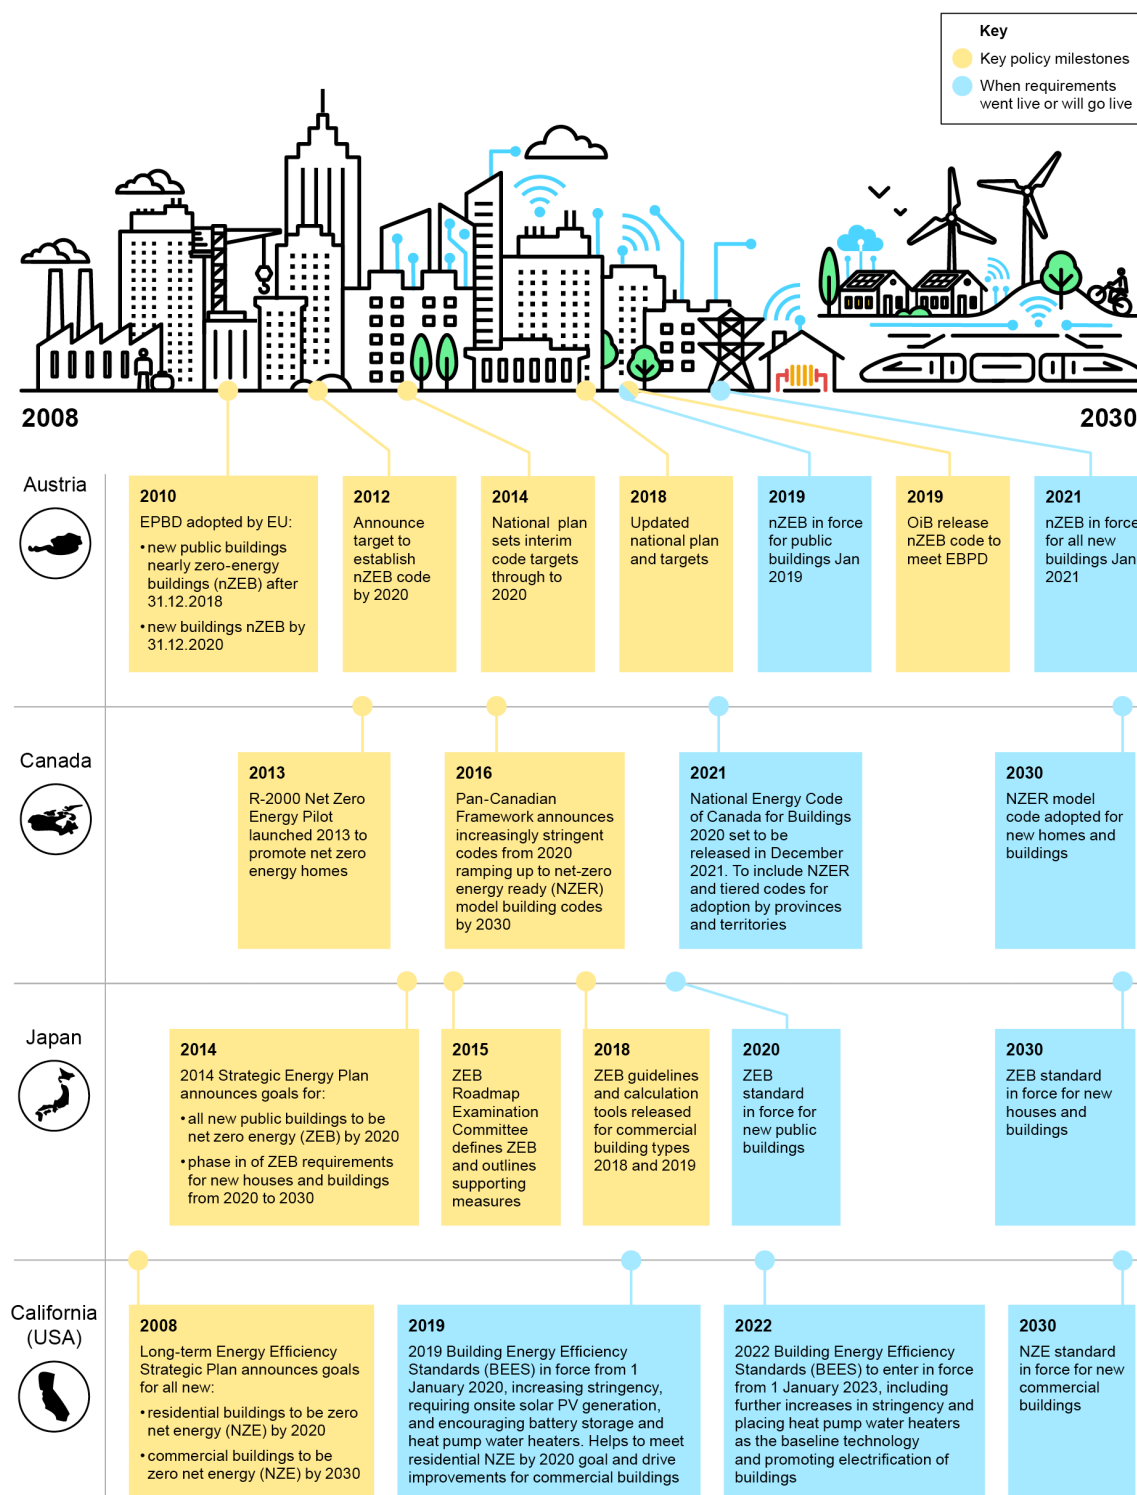 Key
Key policy milestones
When requirements
went live or will go live
2008
2030
Austria
2010
EPBD adopted by EU:
• new public buildings
nearly zero-energy
buildings (nZEB) after
31.12.2018
• new buildings nZEB by
31.12.2020
2012
Announce
target to
establish
nZEB code
by 2020
2014
National plan
sets interim
code targets
through to
2020
2018
Updated
national plan
and targets
2019
nZEB in force
for public
buildings Jan
2019
2019
OiB release
nZEB code to
meet EBPD
2021
nZEB in force
for all new
buildings Jan
2021
Canada
2013
R-2000 Net Zero
Energy Pilot
launched 2013 to
promote net zero
energy homes
2016
Pan-Canadian
Framework announces
increasingly stringent
codes from 2020
ramping up to net-zero
energy ready (NZER)
model building codes
by 2030
2021
National Energy Code
of Canada for Buildings
2020 set to be
released in December
2021. To include NZER
and tiered codes for
adoption by provinces
and territories
2030
NZER model
code adopted for
new homes and
buildings
Japan
2014
2014 Strategic Energy Plan
announces goals for:
• all new public buildings to be
net zero energy (ZEB) by 2020
• phase in of ZEB requirements
for new houses and buildings
from 2020 to 2030
2015
ZEB
Roadmap
Examination
Committee
defines ZEB
and outlines
supporting
measures
2018
ZEB guidelines
and calculation
tools released
for commercial
building types
2018 and 2019
2020
ZEB
standard
in force for
new public
buildings
2030
ZEB standard
in force for new
houses and
buildings
California
(USA)
2008
Long-term Energy Efficiency
Strategic Plan announces goals
for all new:
• residential buildings to be zero
net energy (NZE) by 2020
• commercial buildings to be
zero net energy (NZE) by 2030
2019
2019 Building Energy Efficiency
Standards (BEES) in force from 1
January 2020, increasing stringency,
requiring onsite solar PV generation,
and encouraging battery storage and
heat pump water heaters. Helps to meet
residential NZE by 2020 goal and drive
improvements for commercial buildings
2022
2022 Building Energy Efficiency
Standards (BEES) to enter in force
from 1 January 2023, including
further increases in stringency and
placing heat pump water heaters
as the baseline technology
and promoting electrification of
buildings
2030
NZE standard
in force for new
commercial
buildings